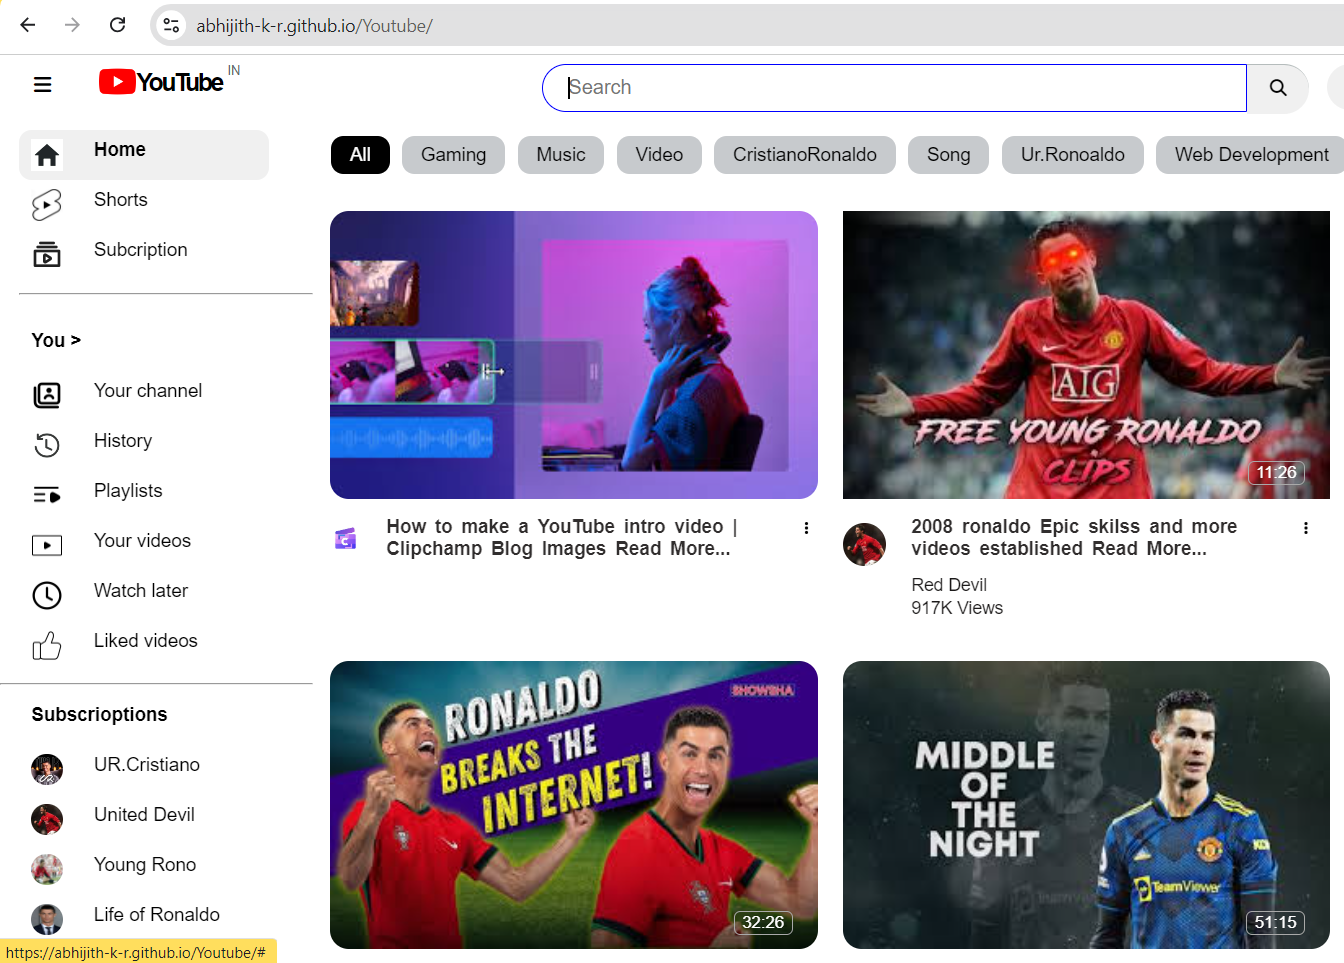 abhijith-k-r.github.io/Youtube/
YouTube IN
Search
Home
Shorts
Subcription
You >
Your channel
History
Playlists
Your videos
Watch later
Liked videos
Subscrioptions
UR.Cristiano
United Devil
Young Rono
Life of Ronaldo
All Gaming Music Video CristianoRonaldo Song Ur.Ronoaldo Web Development
AIG
FREE YOUNG RONALDO
CLIPS
11:26
How to make a YouTube intro video |
Clipchamp Blog Images Read More...
2008 ronaldo Epic skilss and more
videos established Read More...
Red Devil
917K Views
RONALDO
BREAKS THE
INTERNET!
SHOWSHA
32:26
MIDDLE
OF
THE
NIGHT
TeamViewer
51:15
https://abhijith-k-r.github.io/Youtube/#